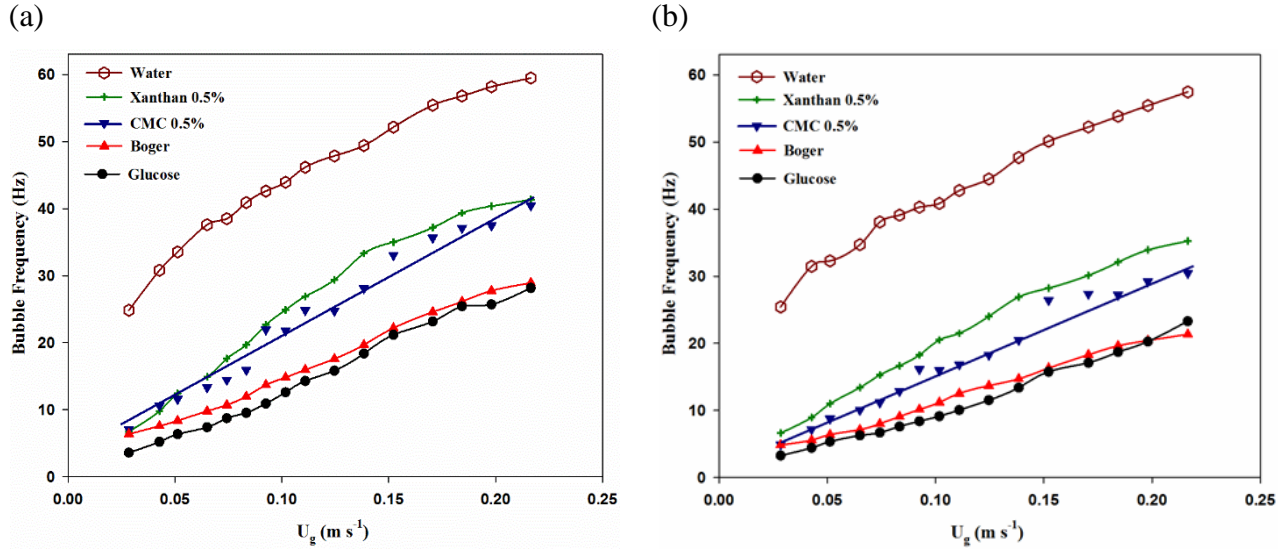 (a)
(b)
Bubble Frequency (Hz)
60
50
40
30
20
10
0
Water
Xanthan 0.5%
CMC 0.5%
Boger
Glucose
0.00 0.05 0.10 0.15 0.20 0.25
Ug (m s-1)
Bubble Frequency (Hz)
60
50
40
30
20
10
0
Water
Xanthan 0.5%
CMC 0.5%
Boger
Glucose
0.00 0.05 0.10 0.15 0.20 0.25
Ug (m s-1)